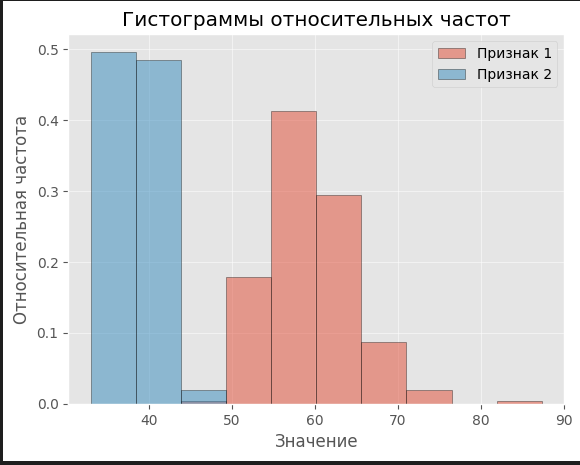 Гистограммы относительных частот
Признак 1
Признак 2
Относительная частота
0.5
0.4
0.3
0.2
0.1
0.0
40 50 60 70 80 90
Значение